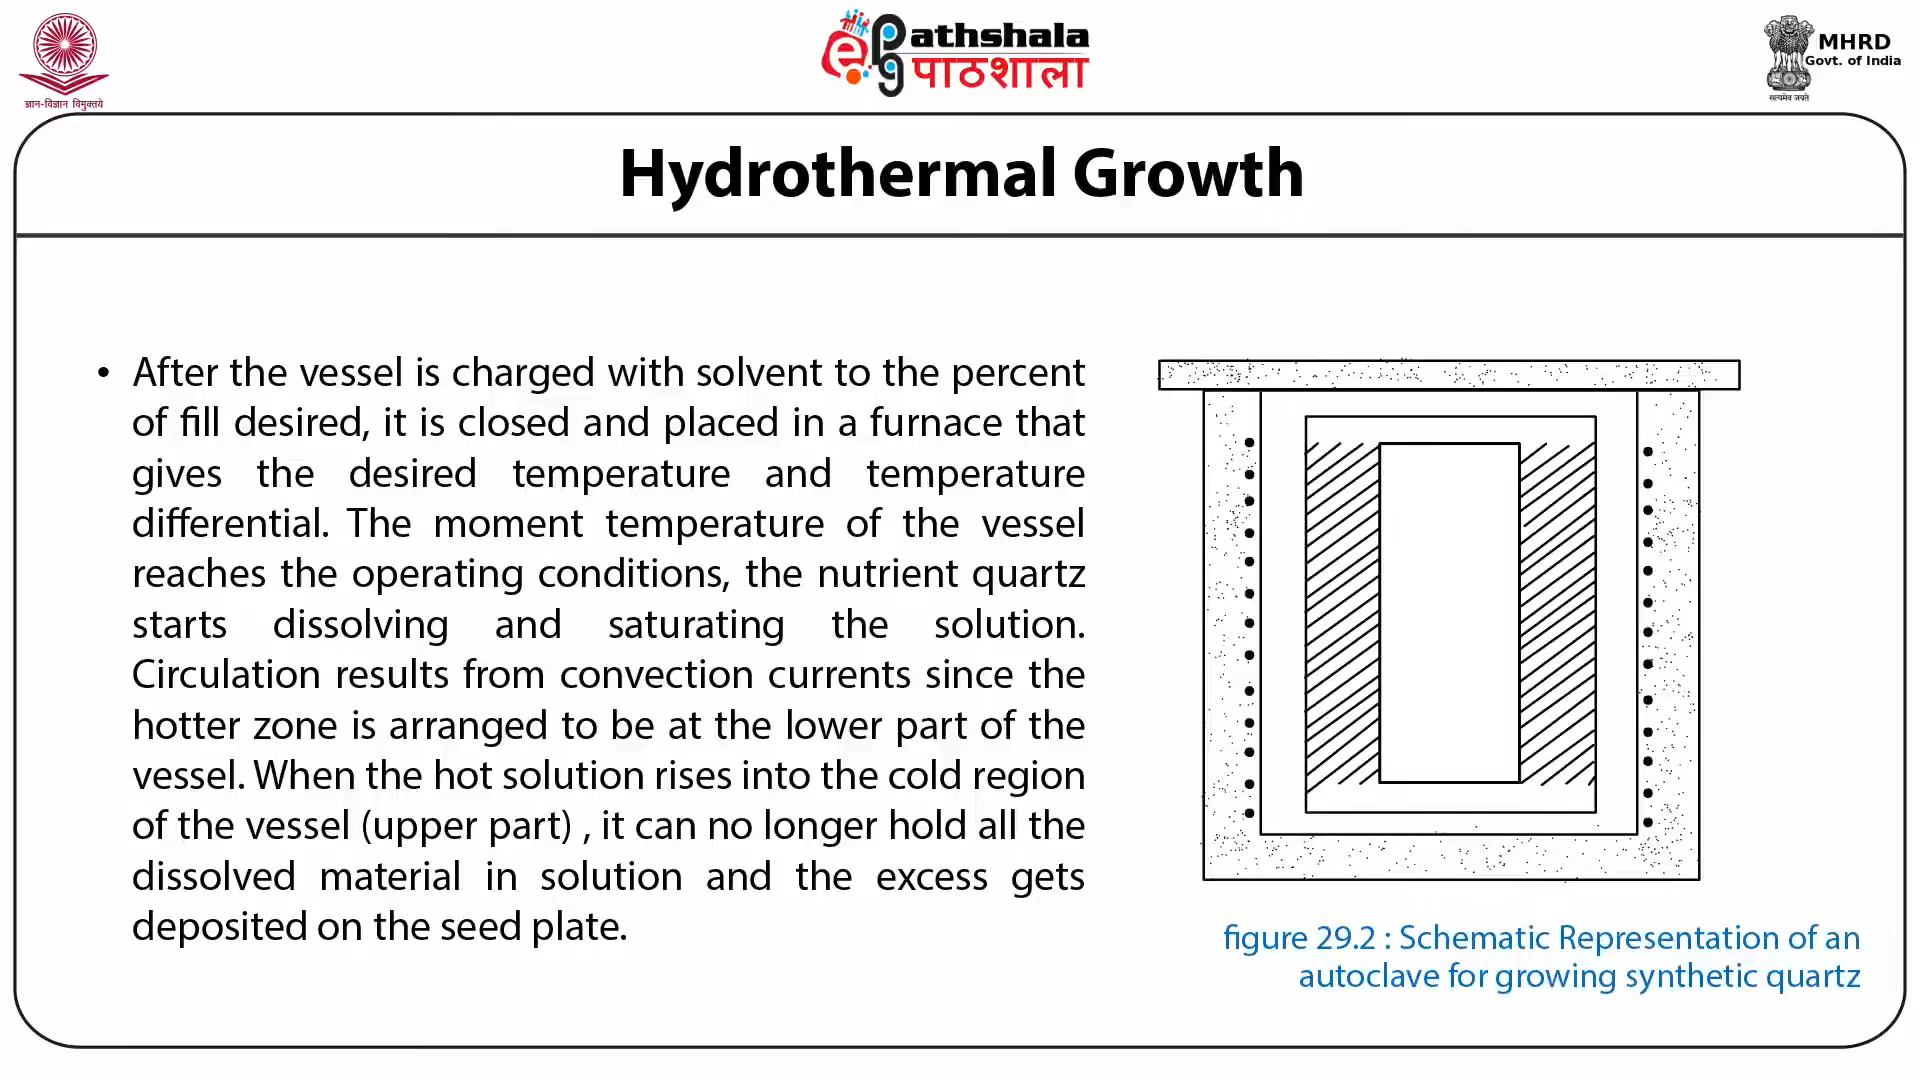 ज्ञान-विज्ञान विमुक्तये
ePathshala
पाठशाला
MHRD
Govt. of India
सत्यमेव जयते
Hydrothermal Growth
• After the vessel is charged with solvent to the percent
of fill desired, it is closed and placed in a furnace that
gives the desired temperature and temperature
differential. The moment temperature of the vessel
reaches the operating conditions, the nutrient quartz
starts dissolving and saturating the solution.
Circulation results from convection currents since the
hotter zone is arranged to be at the lower part of the
vessel. When the hot solution rises into the cold region
of the vessel (upper part) , it can no longer hold all the
dissolved material in solution and the excess gets
deposited on the seed plate.
figure 29.2 : Schematic Representation of an
autoclave for growing synthetic quartz